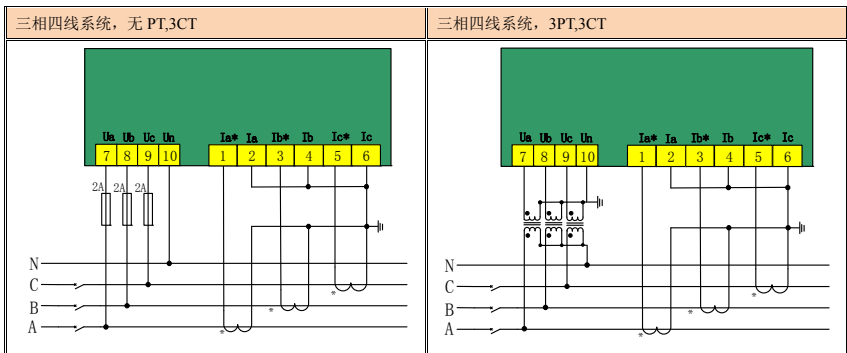 三相四线系统，无 PT,3CT
Ua Ub Uc Un Ia* Ia Ib* Ib Ic* Ic
7 8 9 10 1 2 3 4 5 6
2A 2A 2A
N
C
*
B
*
A
*
三相四线系统，3PT,3CT
Ua Ub Uc Un Ia* Ia Ib* Ib Ic* Ic
7 8 9 10 1 2 3 4 5 6
N
C
*
B
*
A
*